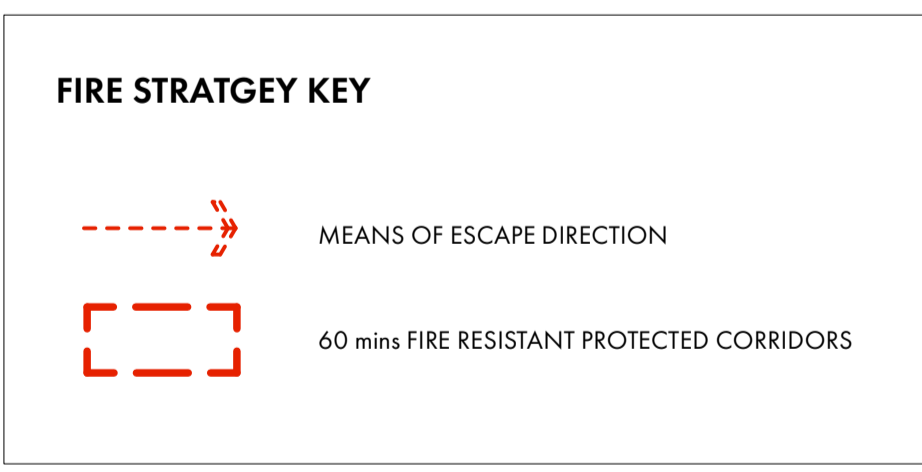 FIRE STRATGEY KEY
MEANS OF ESCAPE DIRECTION
60 mins FIRE RESISTANT PROTECTED CORRIDORS